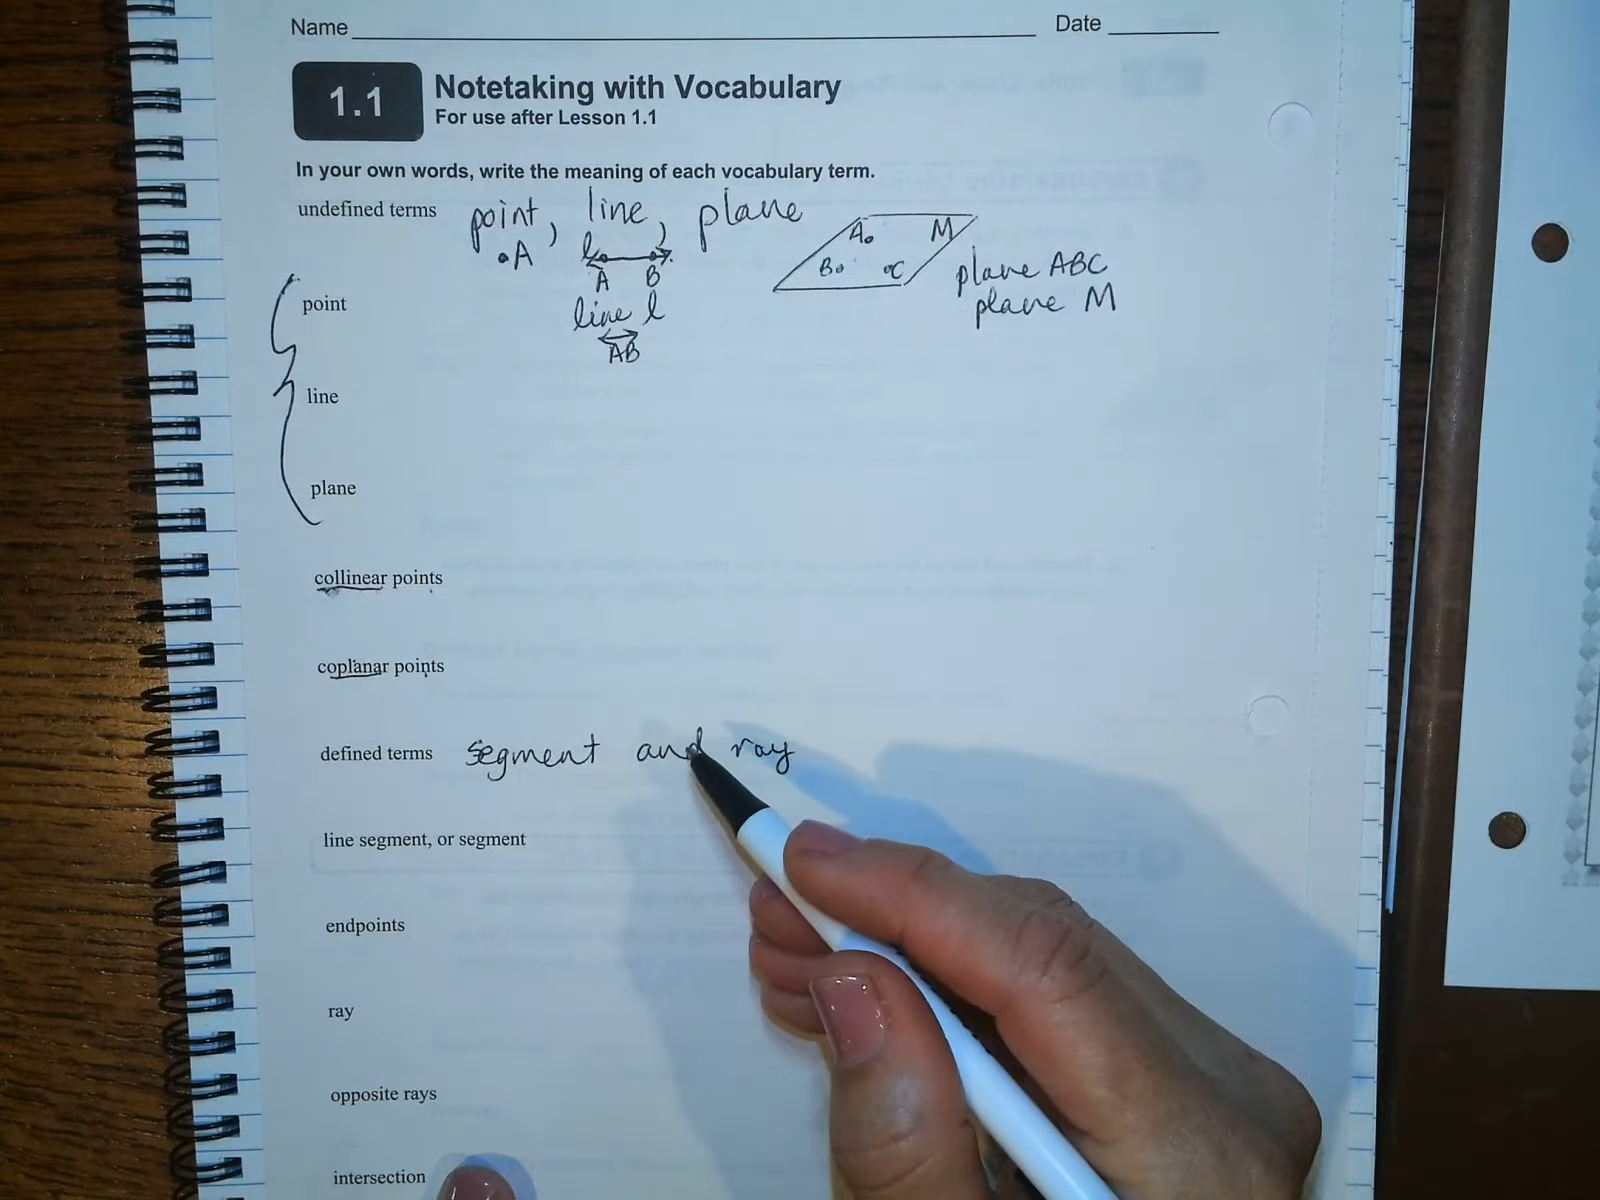 Name Date
1.1 Notetaking with Vocabulary
For use after Lesson 1.1
In your own words, write the meaning of each vocabulary term.
undefined terms point, line, plane
A l A B
line l
AB
A M
B C
plane ABC
plane M
point
line
plane
collinear points
coplanar points
defined terms segment and ray
line segment, or segment
endpoints
ray
opposite rays
intersection